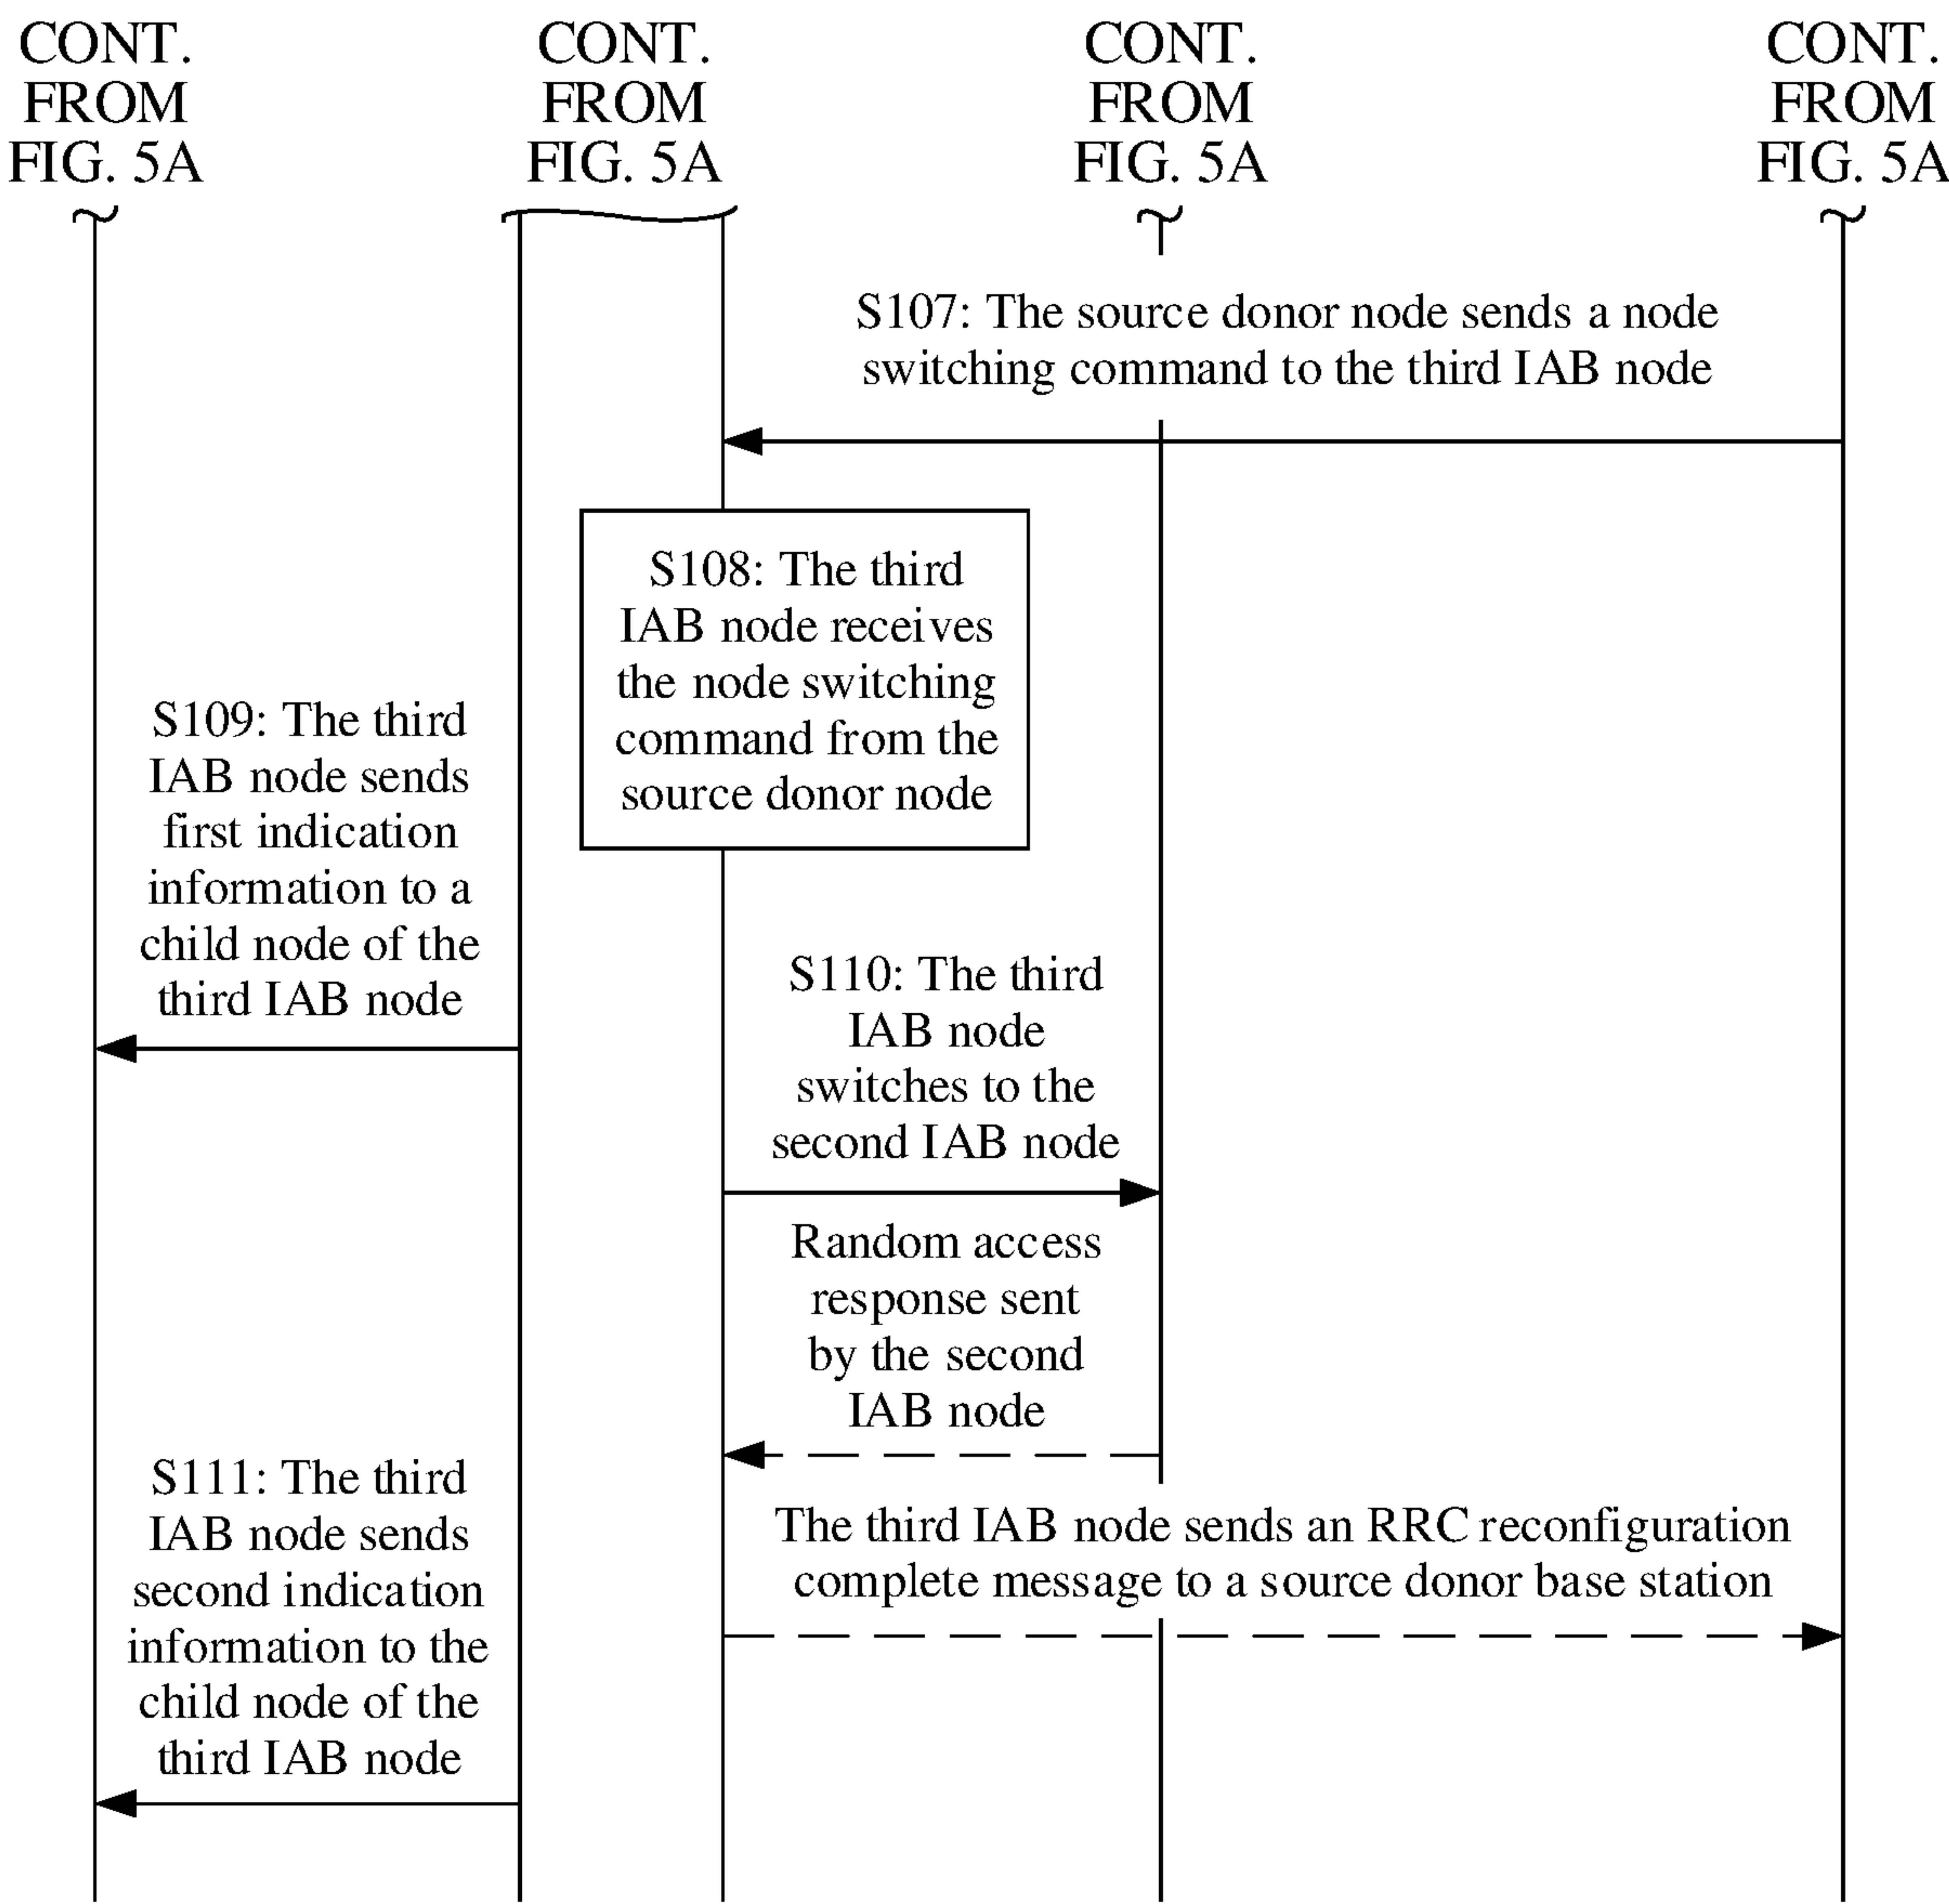 CONT.
FROM
FIG. 5A
CONT.
FROM
FIG. 5A
CONT.
FROM
FIG. 5A
CONT.
FROM
FIG. 5A
S107: The source donor node sends a node
switching command to the third IAB node
S108: The third
IAB node receives
the node switching
command from the
source donor node
S109: The third
IAB node sends
first indication
information to a
child node of the
third IAB node
S110: The third
IAB node
switches to the
second IAB node
Random access
response sent
by the second
IAB node
The third IAB node sends an RRC reconfiguration
complete message to a source donor base station
S111: The third
IAB node sends
second indication
information to the
child node of the
third IAB node